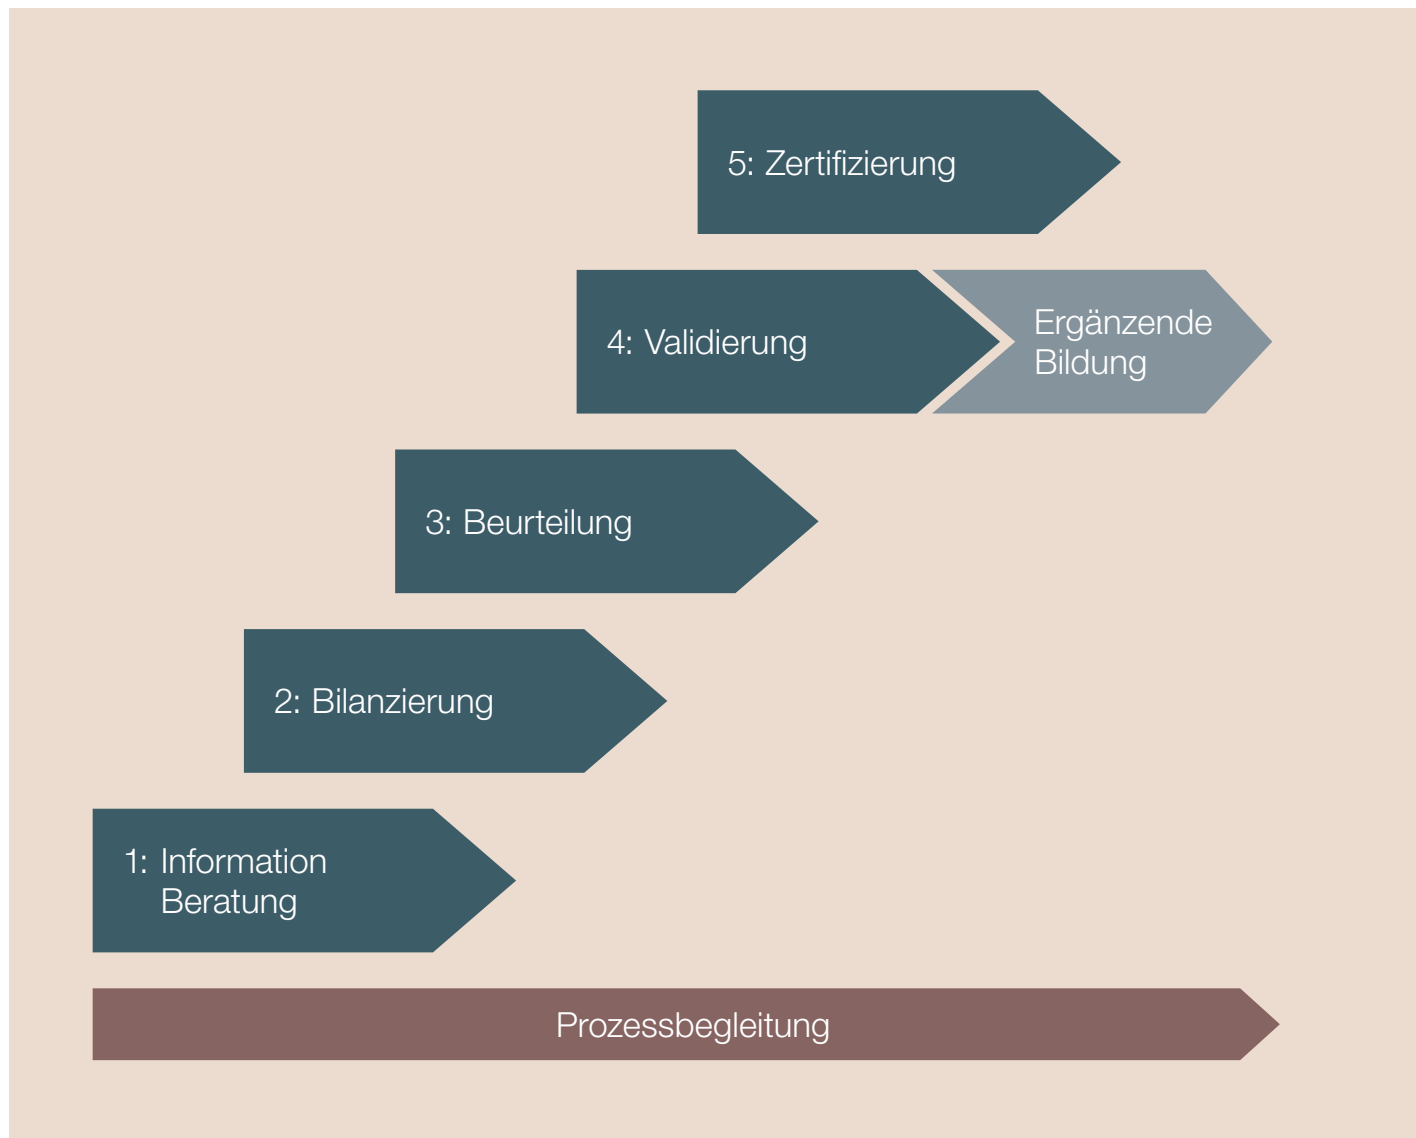 5: Zertifizierung
4: Validierung
Ergänzende
Bildung
3: Beurteilung
2: Bilanzierung
1: Information
Beratung
Prozessbegleitung